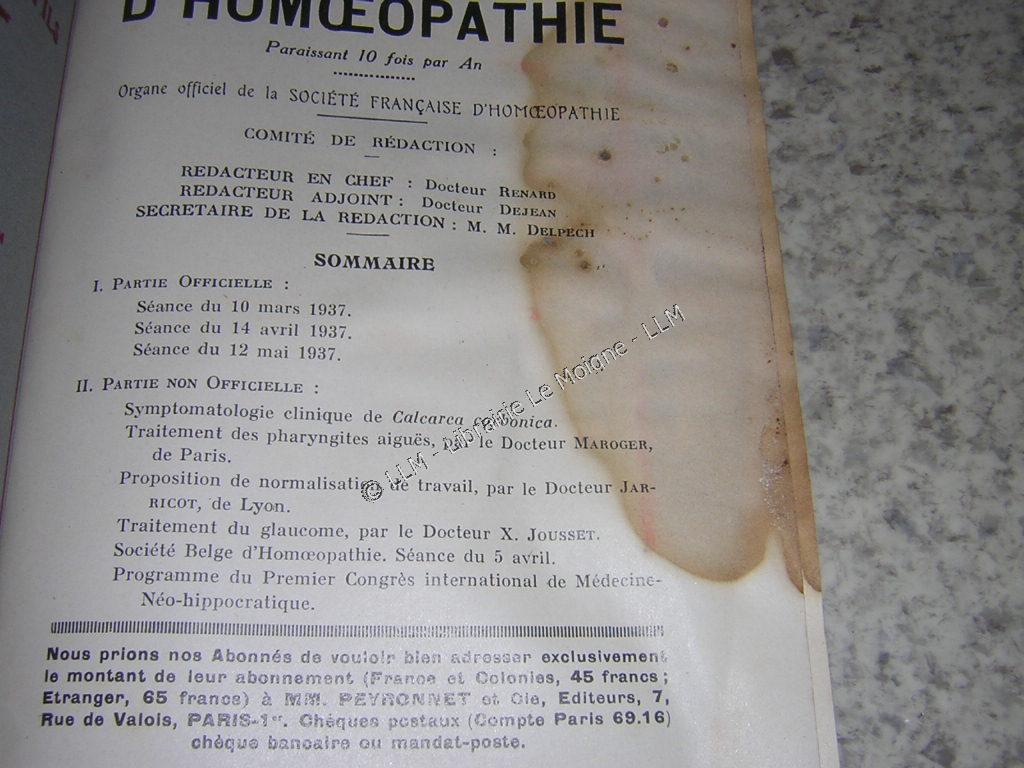 D'HOMŒOPATHIE
Paraissant 10 fois par An
Organe officiel de la SOCIÉTÉ FRANÇAISE D'HOMŒOPATHIE
COMITÉ DE RÉDACTION :
REDACTEUR EN CHEF : Docteur RENARD
REDACTEUR ADJOINT : Docteur DEJEAN
SECRETAIRE DE LA REDACTION : M. M. DELPECH
SOMMAIRE
I. PARTIE OFFICIELLE :
Séance du 10 mars 1937.
Séance du 14 avril 1937.
Séance du 12 mai 1937.
II. PARTIE NON OFFICIELLE :
Symptomatologie clinique de Calcarea carbonica.
Traitement des pharyngites aiguës, par le Docteur MAROGER,
de Paris.
Proposition de normalisation de travail, par le Docteur JAR-
RICOT, de Lyon.
Traitement du glaucome, par le Docteur X. JOUSSET.
Société Belge d'Homœopathie. Séance du 5 avril.
Programme du Premier Congrès international de Médecine-
Néo-hippocratique.
Nous prions nos Abonnés de vouloir bien adresser exclusivement
le montant de leur abonnement (France et Colonies, 45 francs ;
Etranger, 65 francs) à MM. PEYRONNET et Cie, Editeurs, 7,
Rue de Valois, PARIS-1er. Chèques postaux (Compte Paris 69.16)
chèque bancaire ou mandat-poste.
© LLM - Librairie Le Moigne - LLM